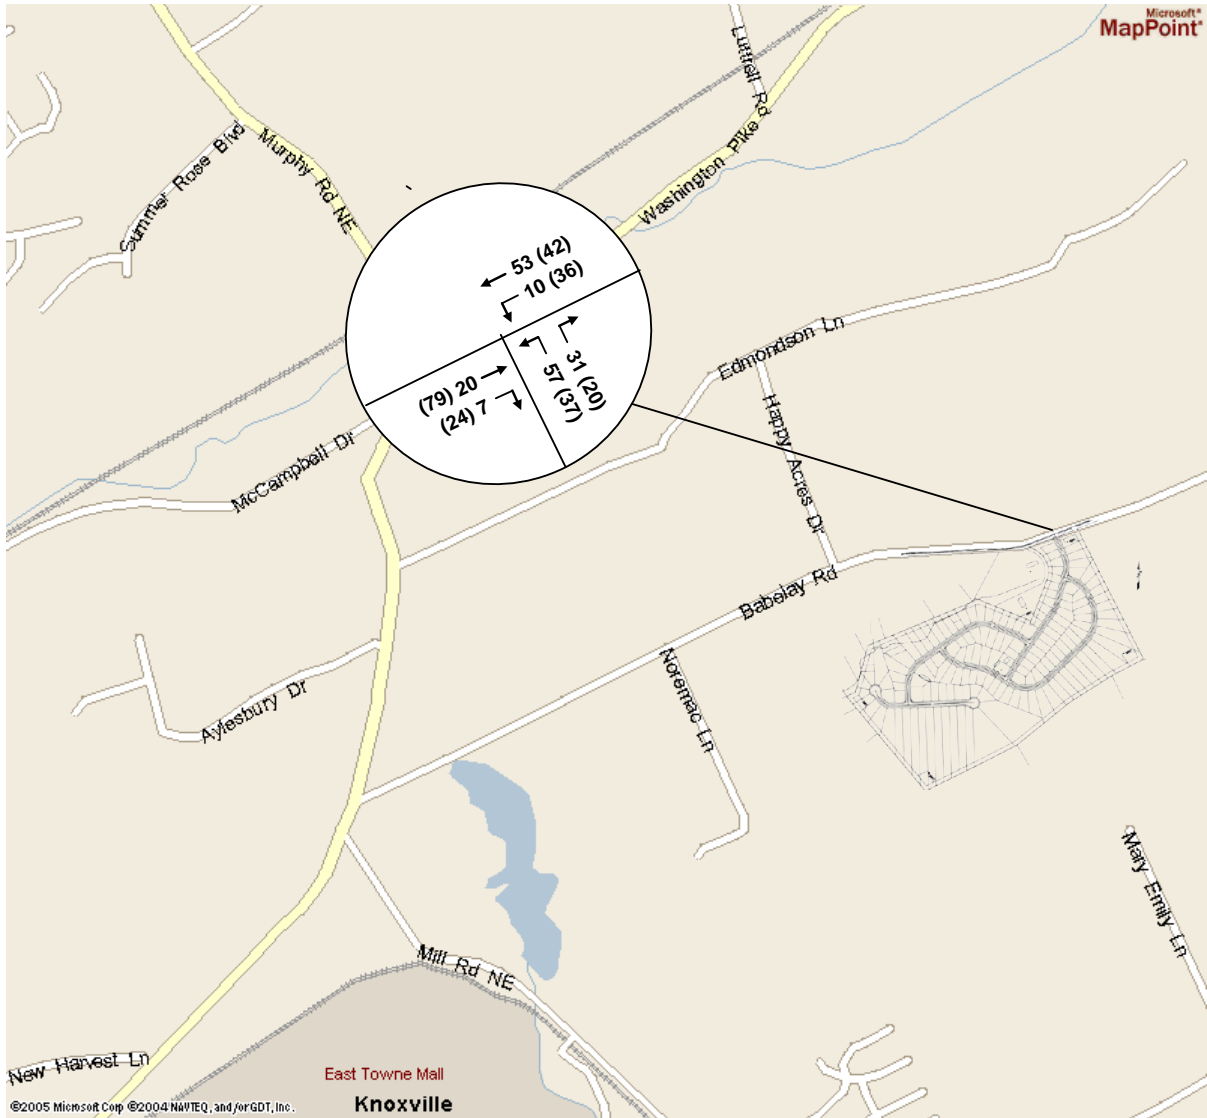 Microsoft®
MapPoint®
Luttrell Rd
Murphy Rd NE
Summer Rose Blvd
Washington Pike
53 (42)
10 (36)
31 (20)
57 (37)
(79) 20
(24) 7
Edmondson Ln
Happy Acres Dr
McCampbell Dr
Babelay Rd
Noremac Ln
Aylesbury Dr
Mary Emily Ln
Mill Rd NE
New Harvest Ln
East Towne Mall
Knoxville
©2005 Microsoft Corp ©2004 NAVTEQ, and/or GDT, Inc.